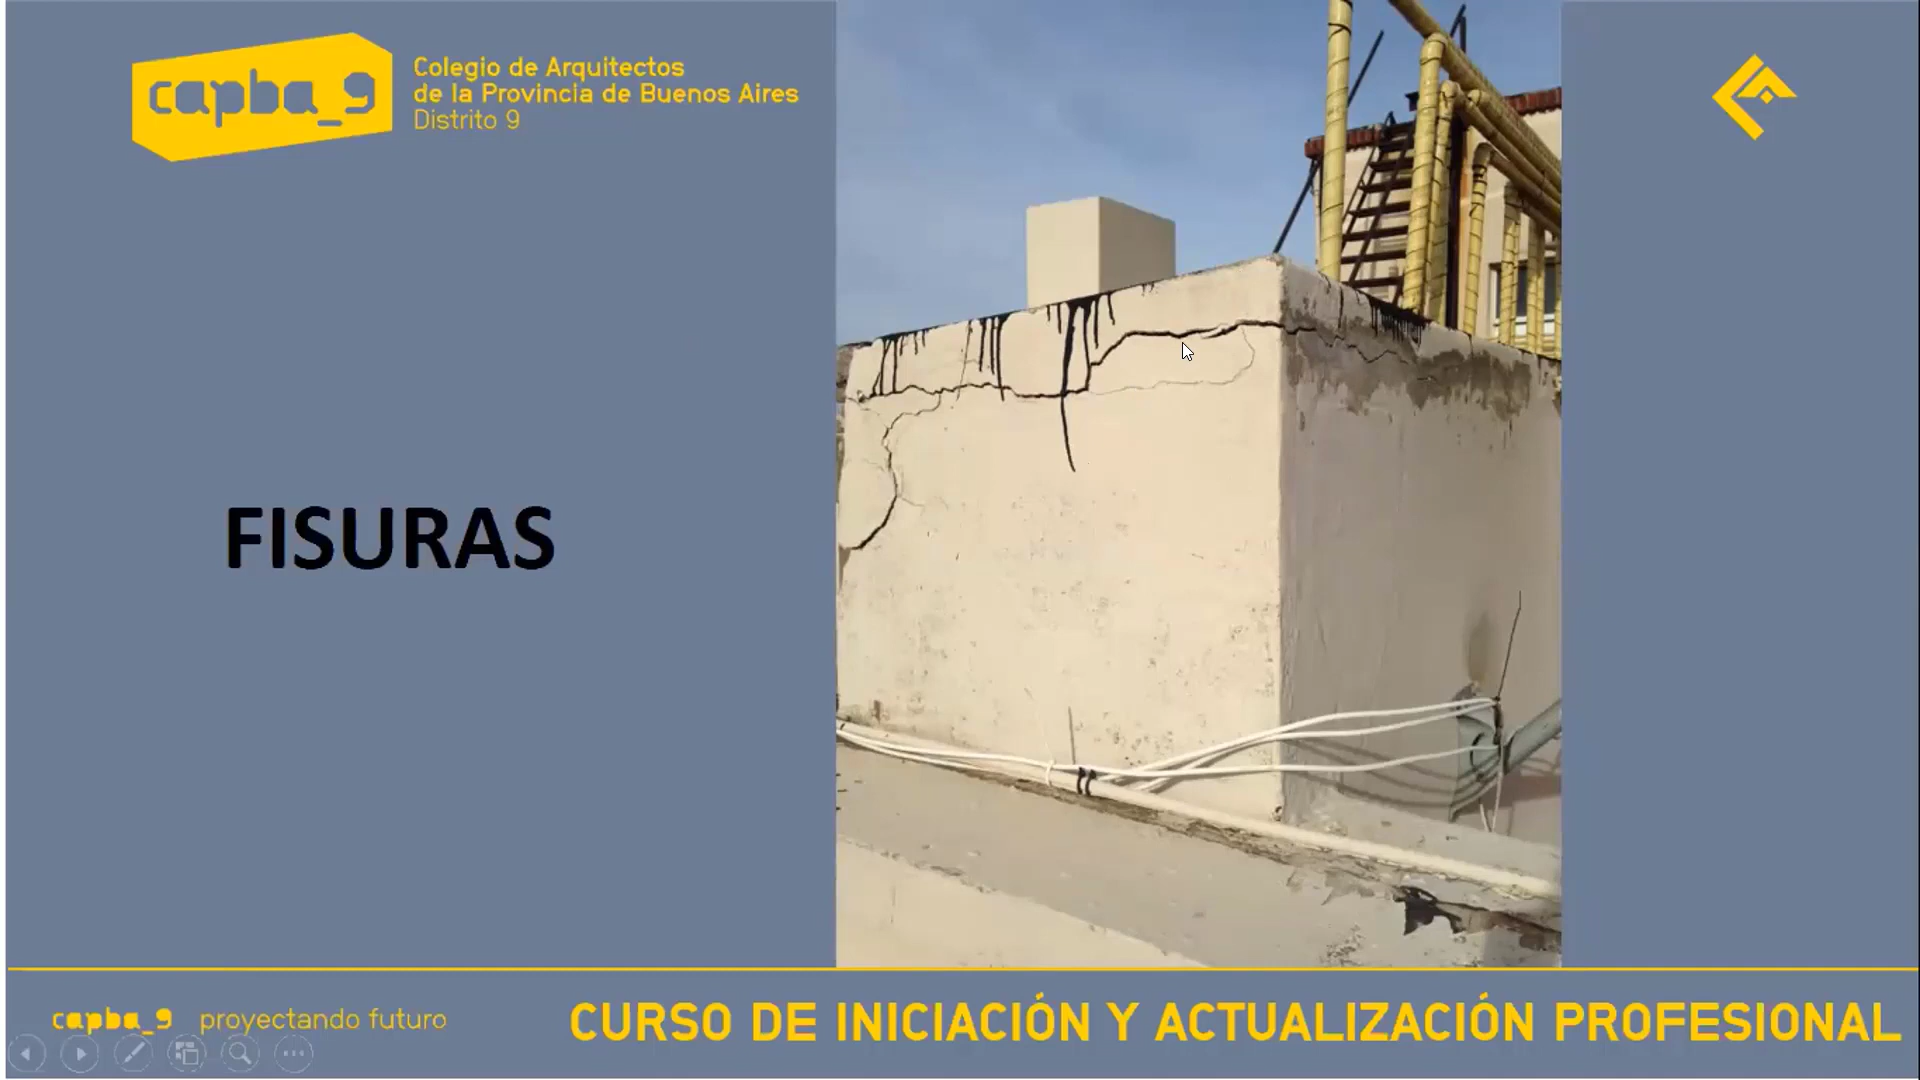 capba_9
Colegio de Arquitectos
de la Provincia de Buenos Aires
Distrito 9
FISURAS
capba_9 proyectando futuro
CURSO DE INICIACIÓN Y ACTUALIZACIÓN PROFESIONAL